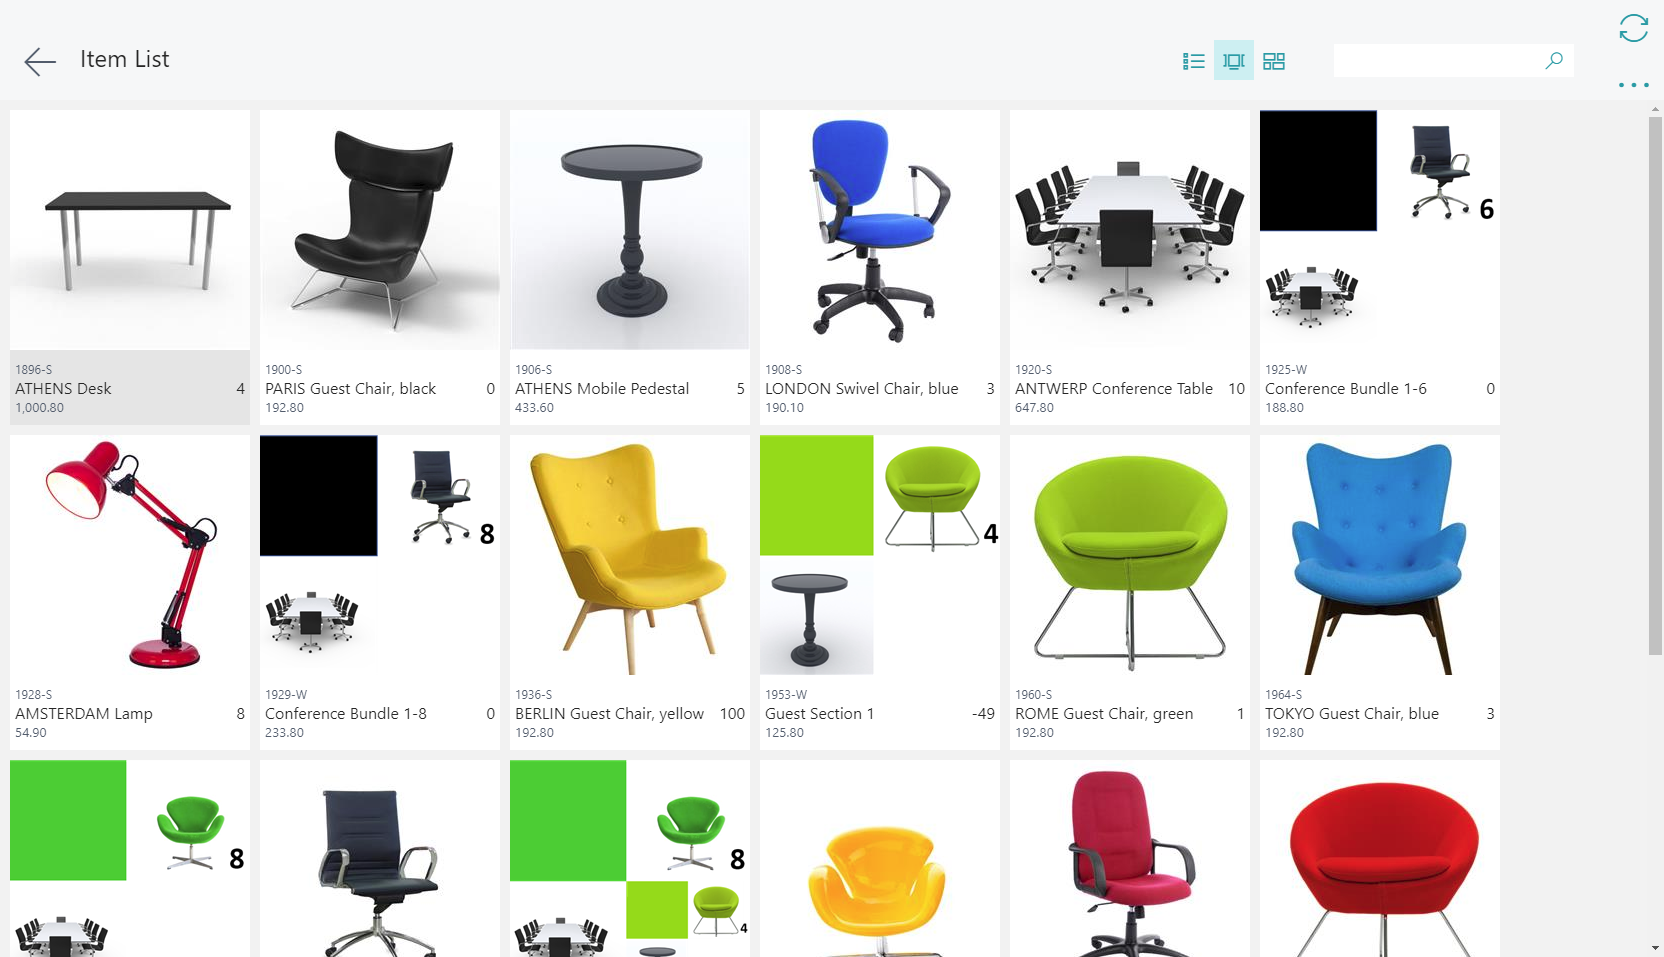 Item List
1896-S
ATHENS Desk 4
1,000.80
1900-S
PARIS Guest Chair, black 0
192.80
1906-S
ATHENS Mobile Pedestal 5
433.60
1908-S
LONDON Swivel Chair, blue 3
190.10
1920-S
ANTWERP Conference Table 10
647.80
6
1925-W
Conference Bundle 1-6 0
188.80
1928-S
AMSTERDAM Lamp 8
54.90
8
1929-W
Conference Bundle 1-8 0
233.80
1936-S
BERLIN Guest Chair, yellow 100
192.80
4
1953-W
Guest Section 1 -49
125.80
1960-S
ROME Guest Chair, green 1
192.80
1964-S
TOKYO Guest Chair, blue 3
192.80
8
8
4